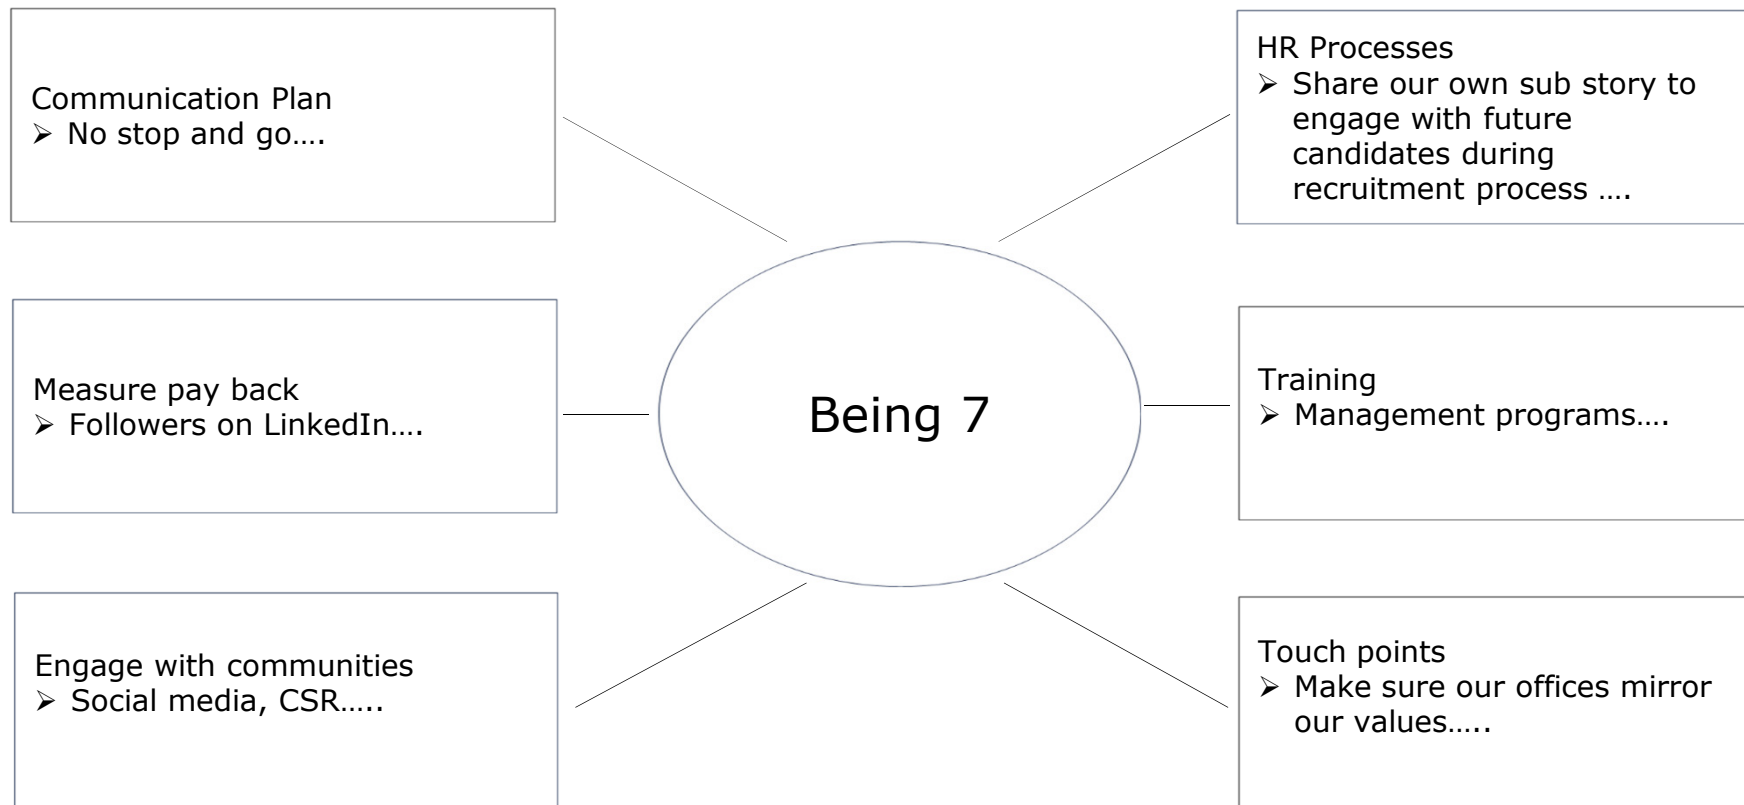 Communication Plan
➢ No stop and go….
Measure pay back
➢ Followers on LinkedIn….
Engage with communities
➢ Social media, CSR…..
Being 7
HR Processes
➢ Share our own sub story to
engage with future
candidates during
recruitment process ….
Training
➢ Management programs….
Touch points
➢ Make sure our offices mirror
our values…..